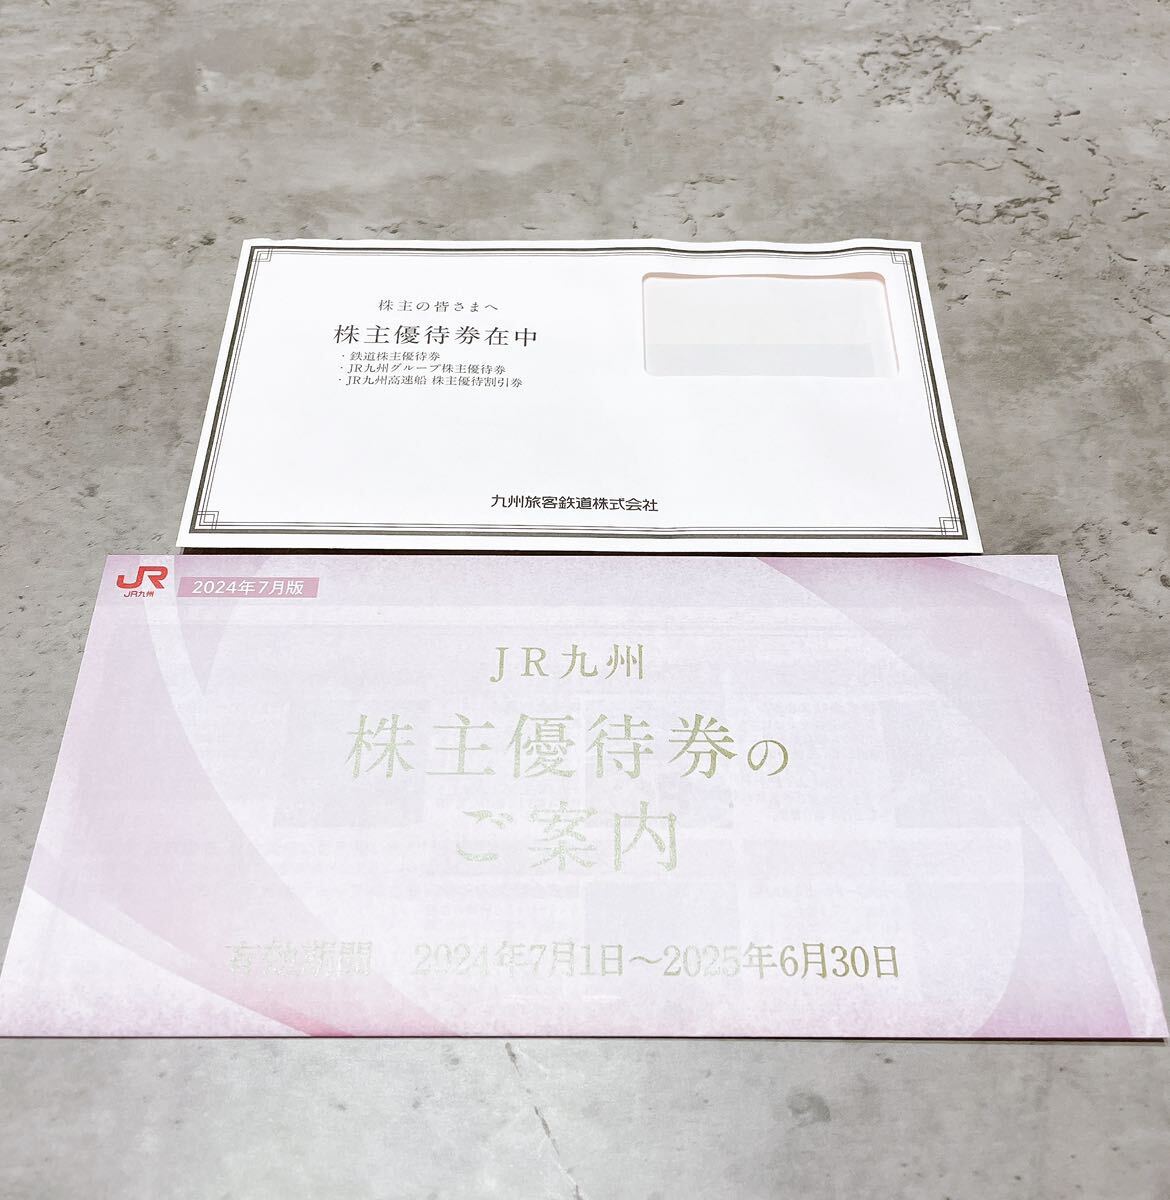 株主の皆さまへ
株主優待券在中
・鉄道株主優待券
・JR九州グループ株主優待券
・JR九州高速船 株主優待割引券
九州旅客鉄道株式会社
JR
JR九州
2024年7月版
JR九州
株主優待券の
ご案内
有効期間 2024年7月1日～2025年6月30日